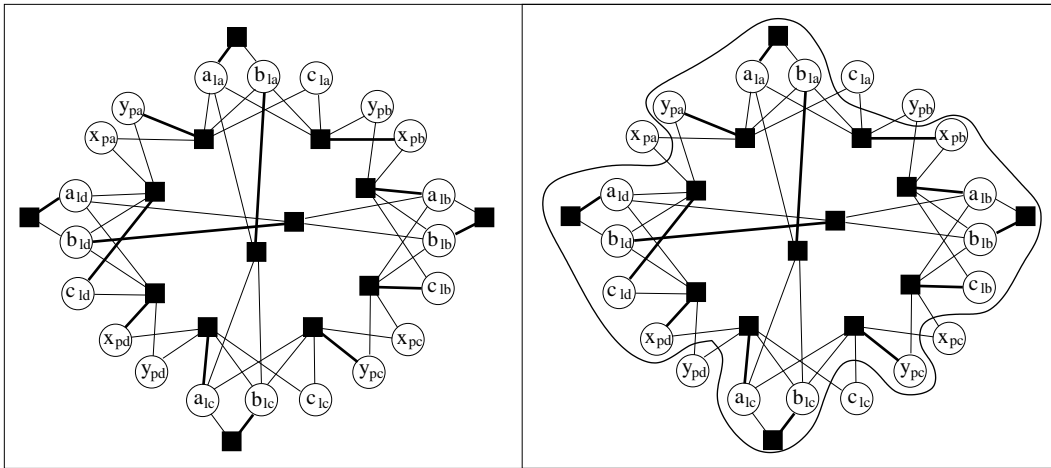 a la b la c la
y pa y pb
x pa x pb
a ld a lb
b ld b lb
c ld c lb
x pd x pc
y pd y pc
a lc b lc c lc
a la b la c la
y pa y pb
x pa x pb
a ld a lb
b ld b lb
c ld c lb
x pd x pc
y pd y pc
a lc b lc c lc